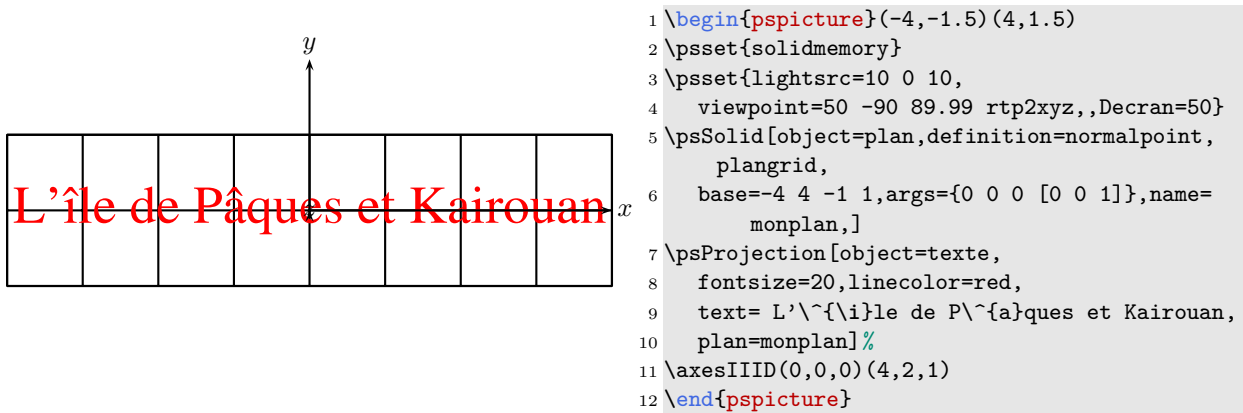 y
L'île de Pâques et Kairouan
x
1 \begin{pspicture}(-4,-1.5)(4,1.5)
2 \psset{solidmemory}
3 \psset{lightsrc=10 0 10,
4 viewpoint=50 -90 89.99 rtp2xyz,,Decran=50}
5 \psSolid[object=plan,definition=normalpoint,
plangrid,
6 base=-4 4 -1 1,args={0 0 0 [0 0 1]},name=
monplan,]
7 \psProjection[object=texte,
8 fontsize=20,linecolor=red,
9 text= L'\^{\i}le de P\^{a}ques et Kairouan,
10 plan=monplan]%
11 \axesIIID(0,0,0)(4,2,1)
12 \end{pspicture}